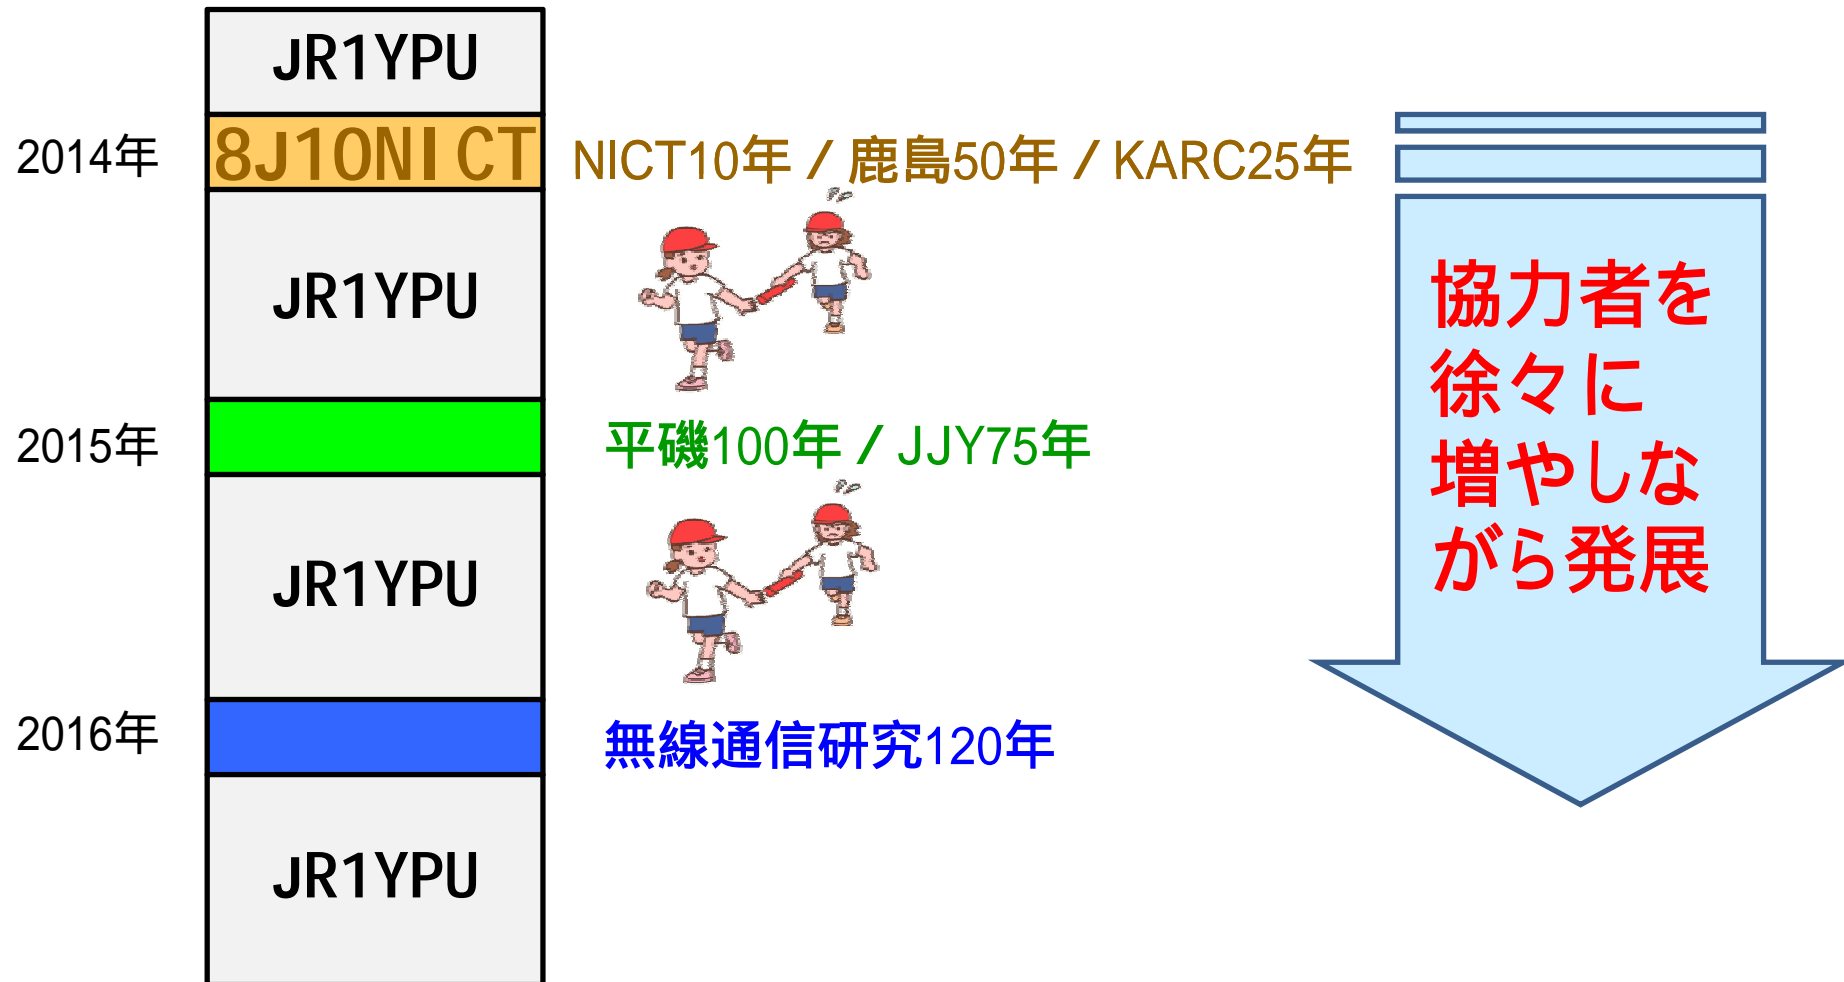 JR1YPU
2014年
8J10NICT
NICT10年／鹿島50年／KARC25年
JR1YPU
2015年
平磯100年／JJY75年
JR1YPU
2016年
無線通信研究120年
JR1YPU
協力者を
徐々に
増やしな
がら発展